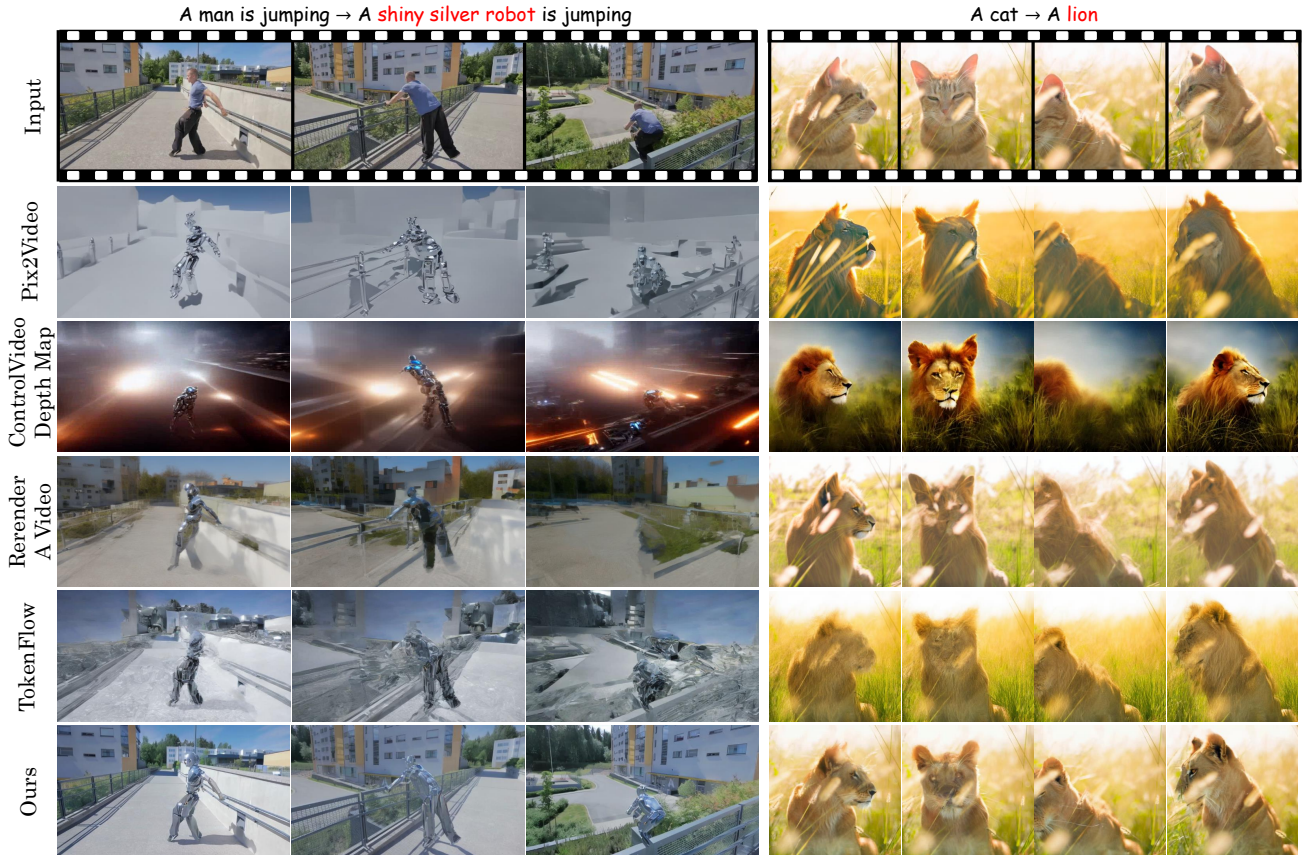 A man is jumping → A shiny silver robot is jumping
A cat → A lion
Input
Pix2Video
ControlVideo
Depth Map
Rerender
A Video
TokenFlow
Ours